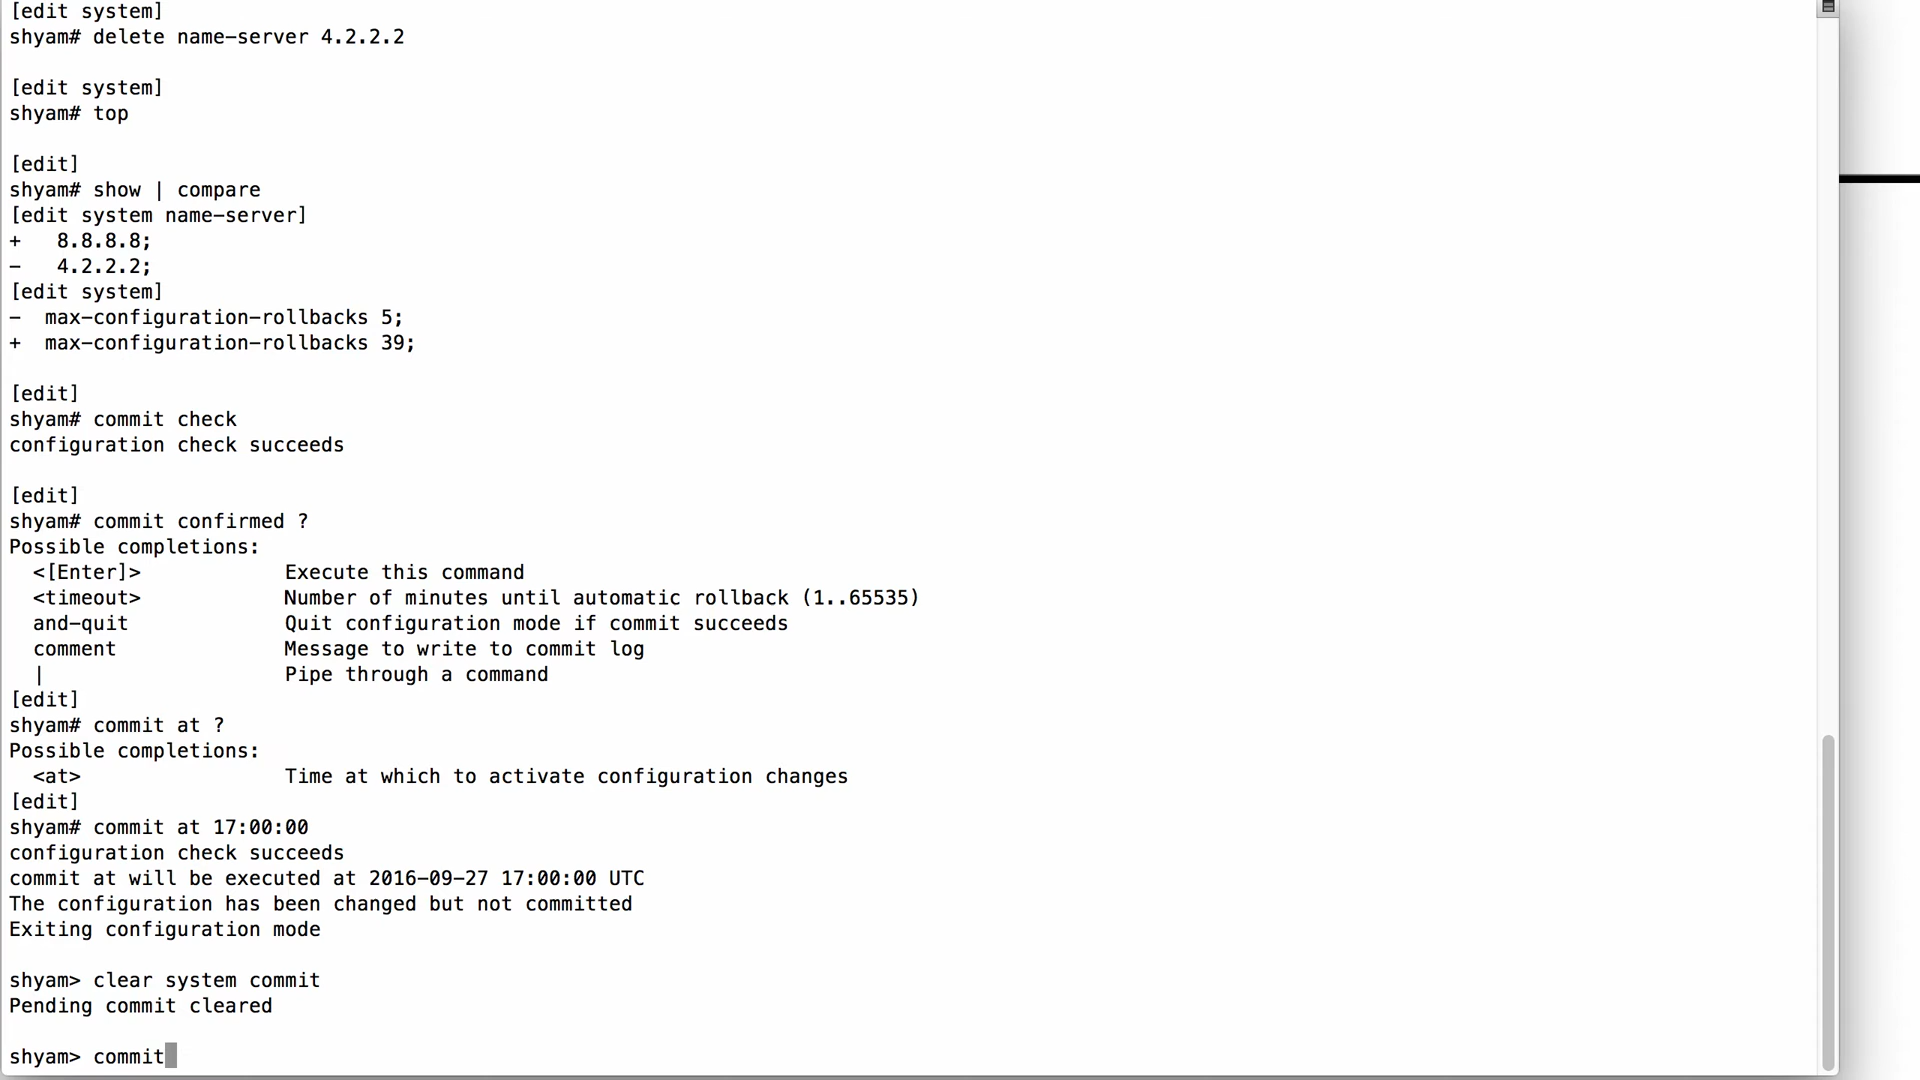 [edit system]
shyam# delete name-server 4.2.2.2
[edit system]
shyam# top
[edit]
shyam# show | compare
[edit system name-server]
+   8.8.8.8;
-   4.2.2.2;
[edit system]
-  max-configuration-rollbacks 5;
+  max-configuration-rollbacks 39;
[edit]
shyam# commit check
configuration check succeeds
[edit]
shyam# commit confirmed ?
Possible completions:
  <[Enter]>            Execute this command
  <timeout>            Number of minutes until automatic rollback (1..65535)
  and-quit             Quit configuration mode if commit succeeds
  comment              Message to write to commit log
  |                    Pipe through a command
[edit]
shyam# commit at ?
Possible completions:
  <at>                 Time at which to activate configuration changes
[edit]
shyam# commit at 17:00:00
configuration check succeeds
commit at will be executed at 2016-09-27 17:00:00 UTC
The configuration has been changed but not committed
Exiting configuration mode
shyam> clear system commit
Pending commit cleared
shyam> commit